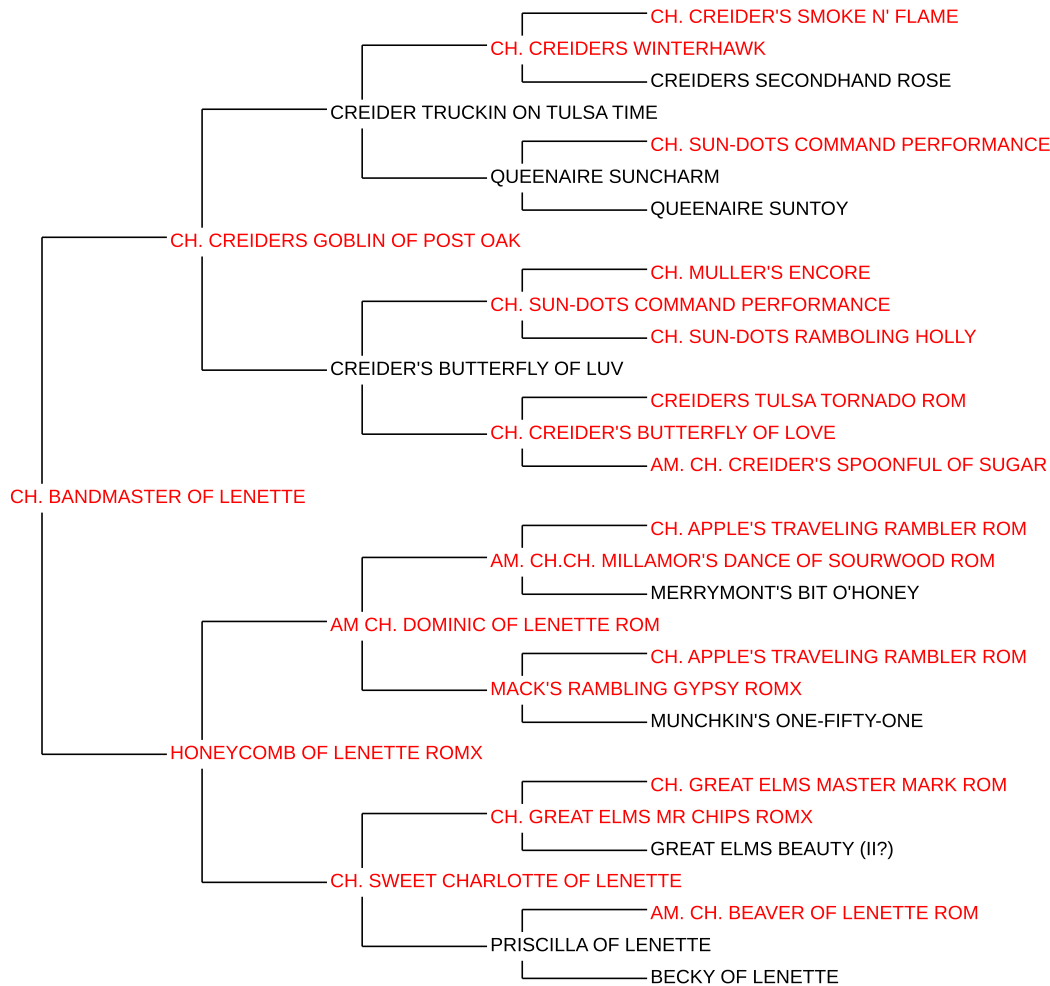 CH. CREIDER'S SMOKE N' FLAME
CH. CREIDERS WINTERHAWK
CREIDERS SECONDHAND ROSE
CREIDER TRUCKIN ON TULSA TIME
CH. SUN-DOTS COMMAND PERFORMANCE
QUEENAIRE SUNCHARM
QUEENAIRE SUNTOY
CH. CREIDERS GOBLIN OF POST OAK
CH. MULLER'S ENCORE
CH. SUN-DOTS COMMAND PERFORMANCE
CH. SUN-DOTS RAMBOLING HOLLY
CREIDER'S BUTTERFLY OF LUV
CREIDERS TULSA TORNADO ROM
CH. CREIDER'S BUTTERFLY OF LOVE
AM. CH. CREIDER'S SPOONFUL OF SUGAR
CH. BANDMASTER OF LENETTE
CH. APPLE'S TRAVELING RAMBLER ROM
AM. CH.CH. MILLAMOR'S DANCE OF SOURWOOD ROM
MERRYMONT'S BIT O'HONEY
AM CH. DOMINIC OF LENETTE ROM
CH. APPLE'S TRAVELING RAMBLER ROM
MACK'S RAMBLING GYPSY ROMX
MUNCHKIN'S ONE-FIFTY-ONE
HONEYCOMB OF LENETTE ROMX
CH. GREAT ELMS MASTER MARK ROM
CH. GREAT ELMS MR CHIPS ROMX
GREAT ELMS BEAUTY (II?)
CH. SWEET CHARLOTTE OF LENETTE
AM. CH. BEAVER OF LENETTE ROM
PRISCILLA OF LENETTE
BECKY OF LENETTE